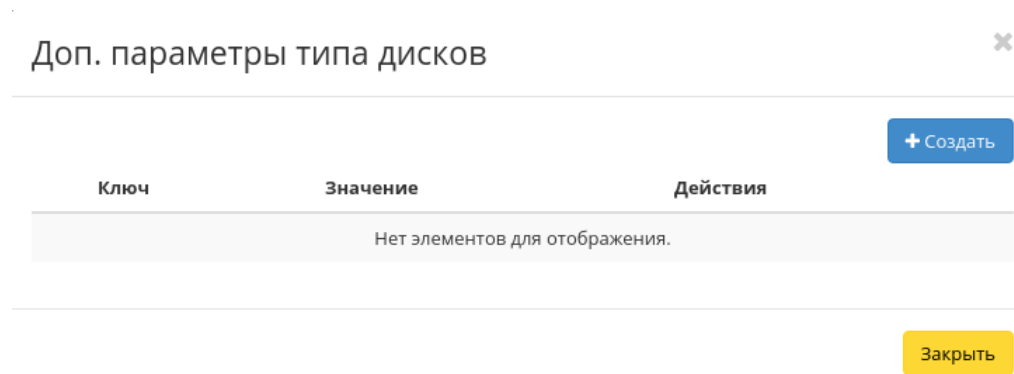 Доп. параметры типа дисков
Создать
Ключ Значение Действия
Нет элементов для отображения.
Закрыть